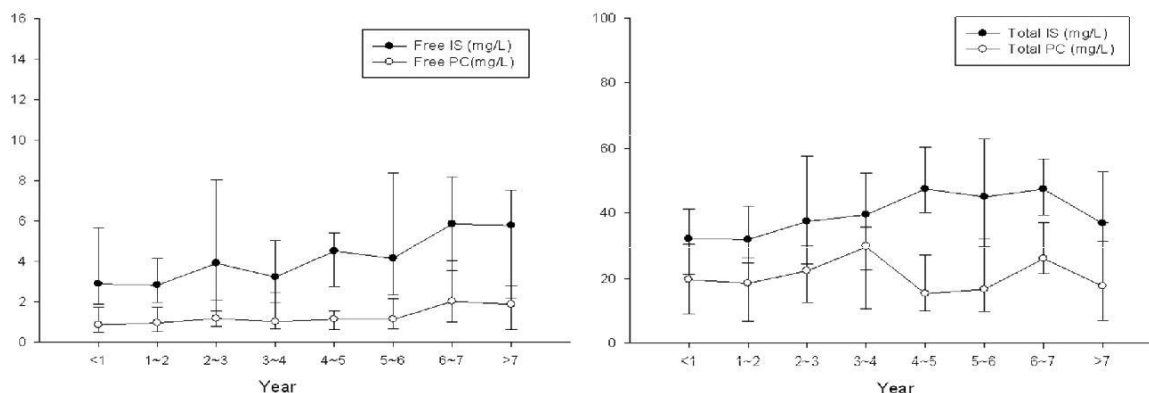 16
14
12
10
8
6
4
2
0
Free IS (mg/L)
Free PC(mg/L)
<1 1~2 2~3 3~4 4~5 5~6 6~7 >7
Year
100
80
60
40
20
0
Total IS (mg/L)
Total PC (mg/L)
<1 1~2 2~3 3~4 4~5 5~6 6~7 >7
Year